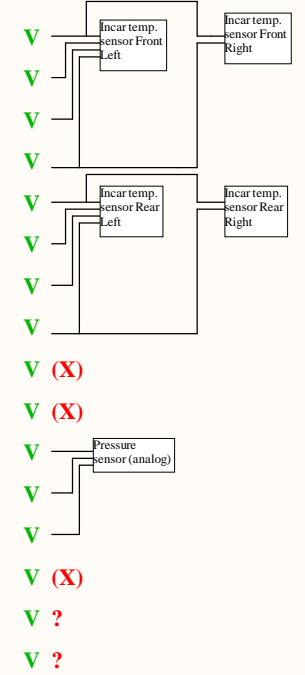 Incar temp.
sensor Front
Left
Incar temp.
sensor Front
Right
V
V
V
V
Incar temp.
sensor Rear
Left
Incar temp.
sensor Rear
Right
V
V
V
V
V (X)
V (X)
Pressure
sensor (analog)
V
V
V
V (X)
V ?
V ?